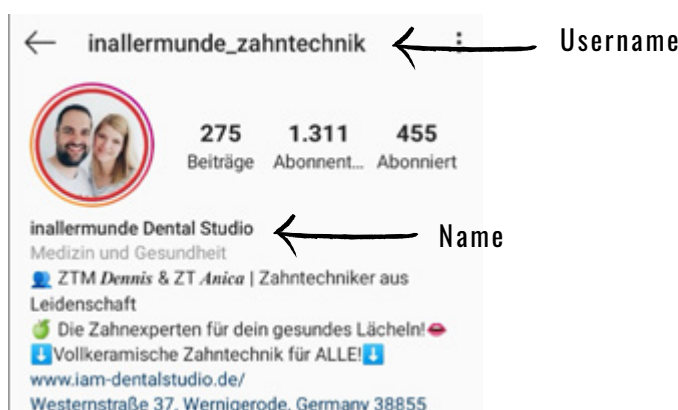 inallermunde_zahntechnik
Username
275 1.311 455
Beiträge Abonnent... Abonniert
inallermunde Dental Studio
Name
Medizin und Gesundheit
👥 ZTM Dennis & ZT Anica | Zahntechniker aus
Leidenschaft
🍏 Die Zahnexperten für dein gesundes Lächeln!👄
⬇️Vollkeramische Zahntechnik für ALLE!⬇️
www.iam-dentalstudio.de/
Westernstraße 37, Wernigerode, Germany 38855